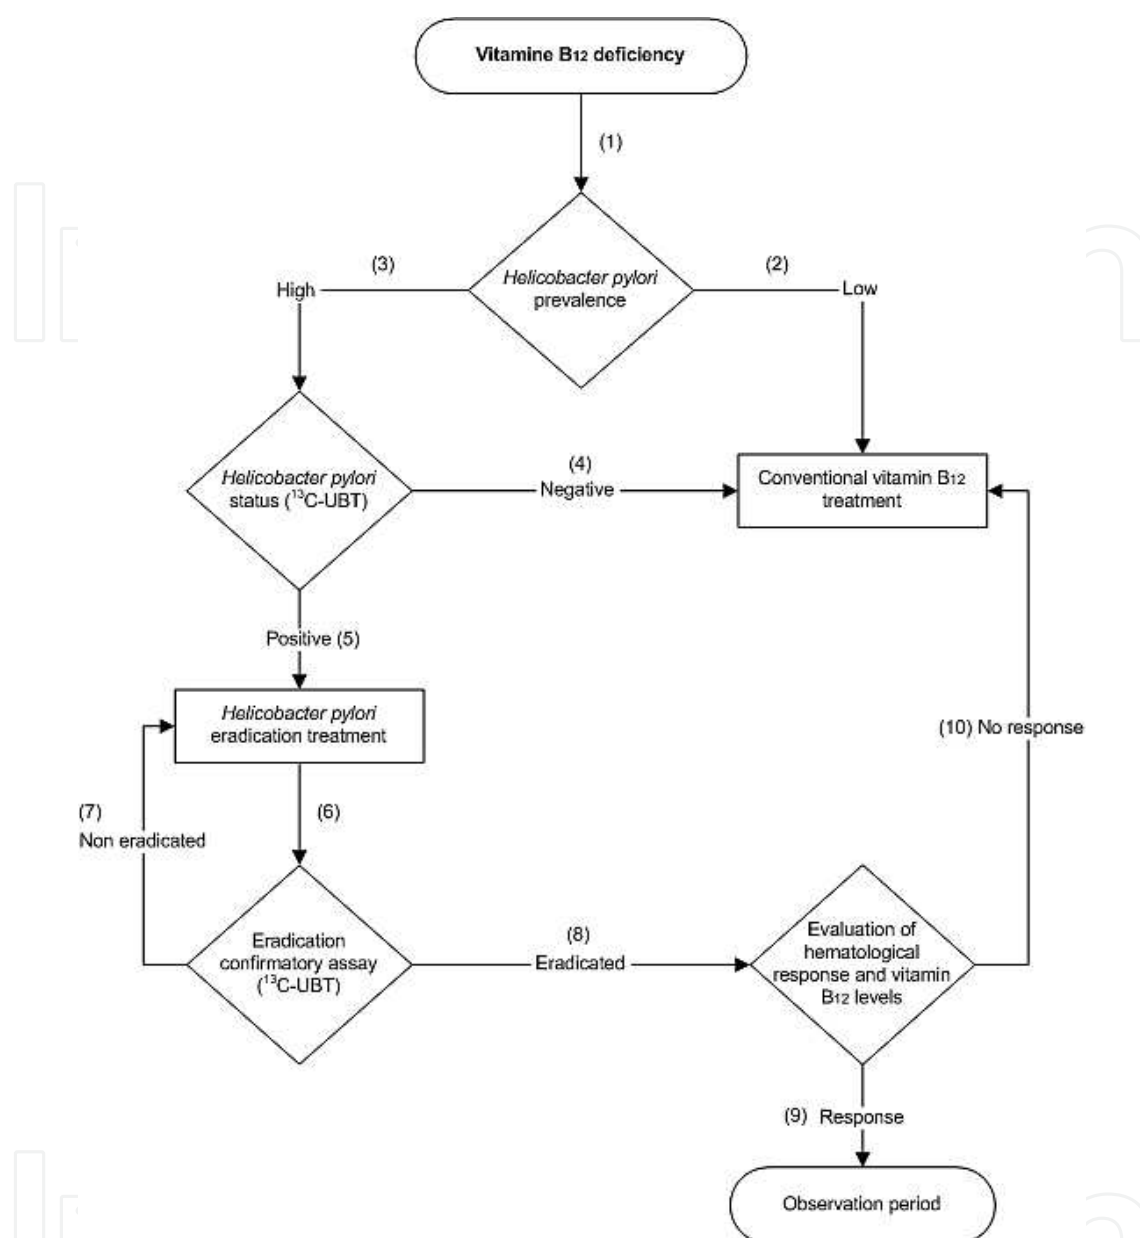 Vitamine B12 deficiency
(1)
(3)
(2)
Helicobacter pylori
prevalence
High
Low
Helicobacter pylori
status (¹³C-UBT)
(4)
Negative
Conventional vitamin B12
treatment
Positive (5)
Helicobacter pylori
eradication treatment
(10) No response
(7)
Non eradicated
(6)
Eradication
confirmatory assay
(¹³C-UBT)
(8)
Eradicated
Evaluation of
hematological
response and vitamin
B12 levels
(9) Response
Observation period